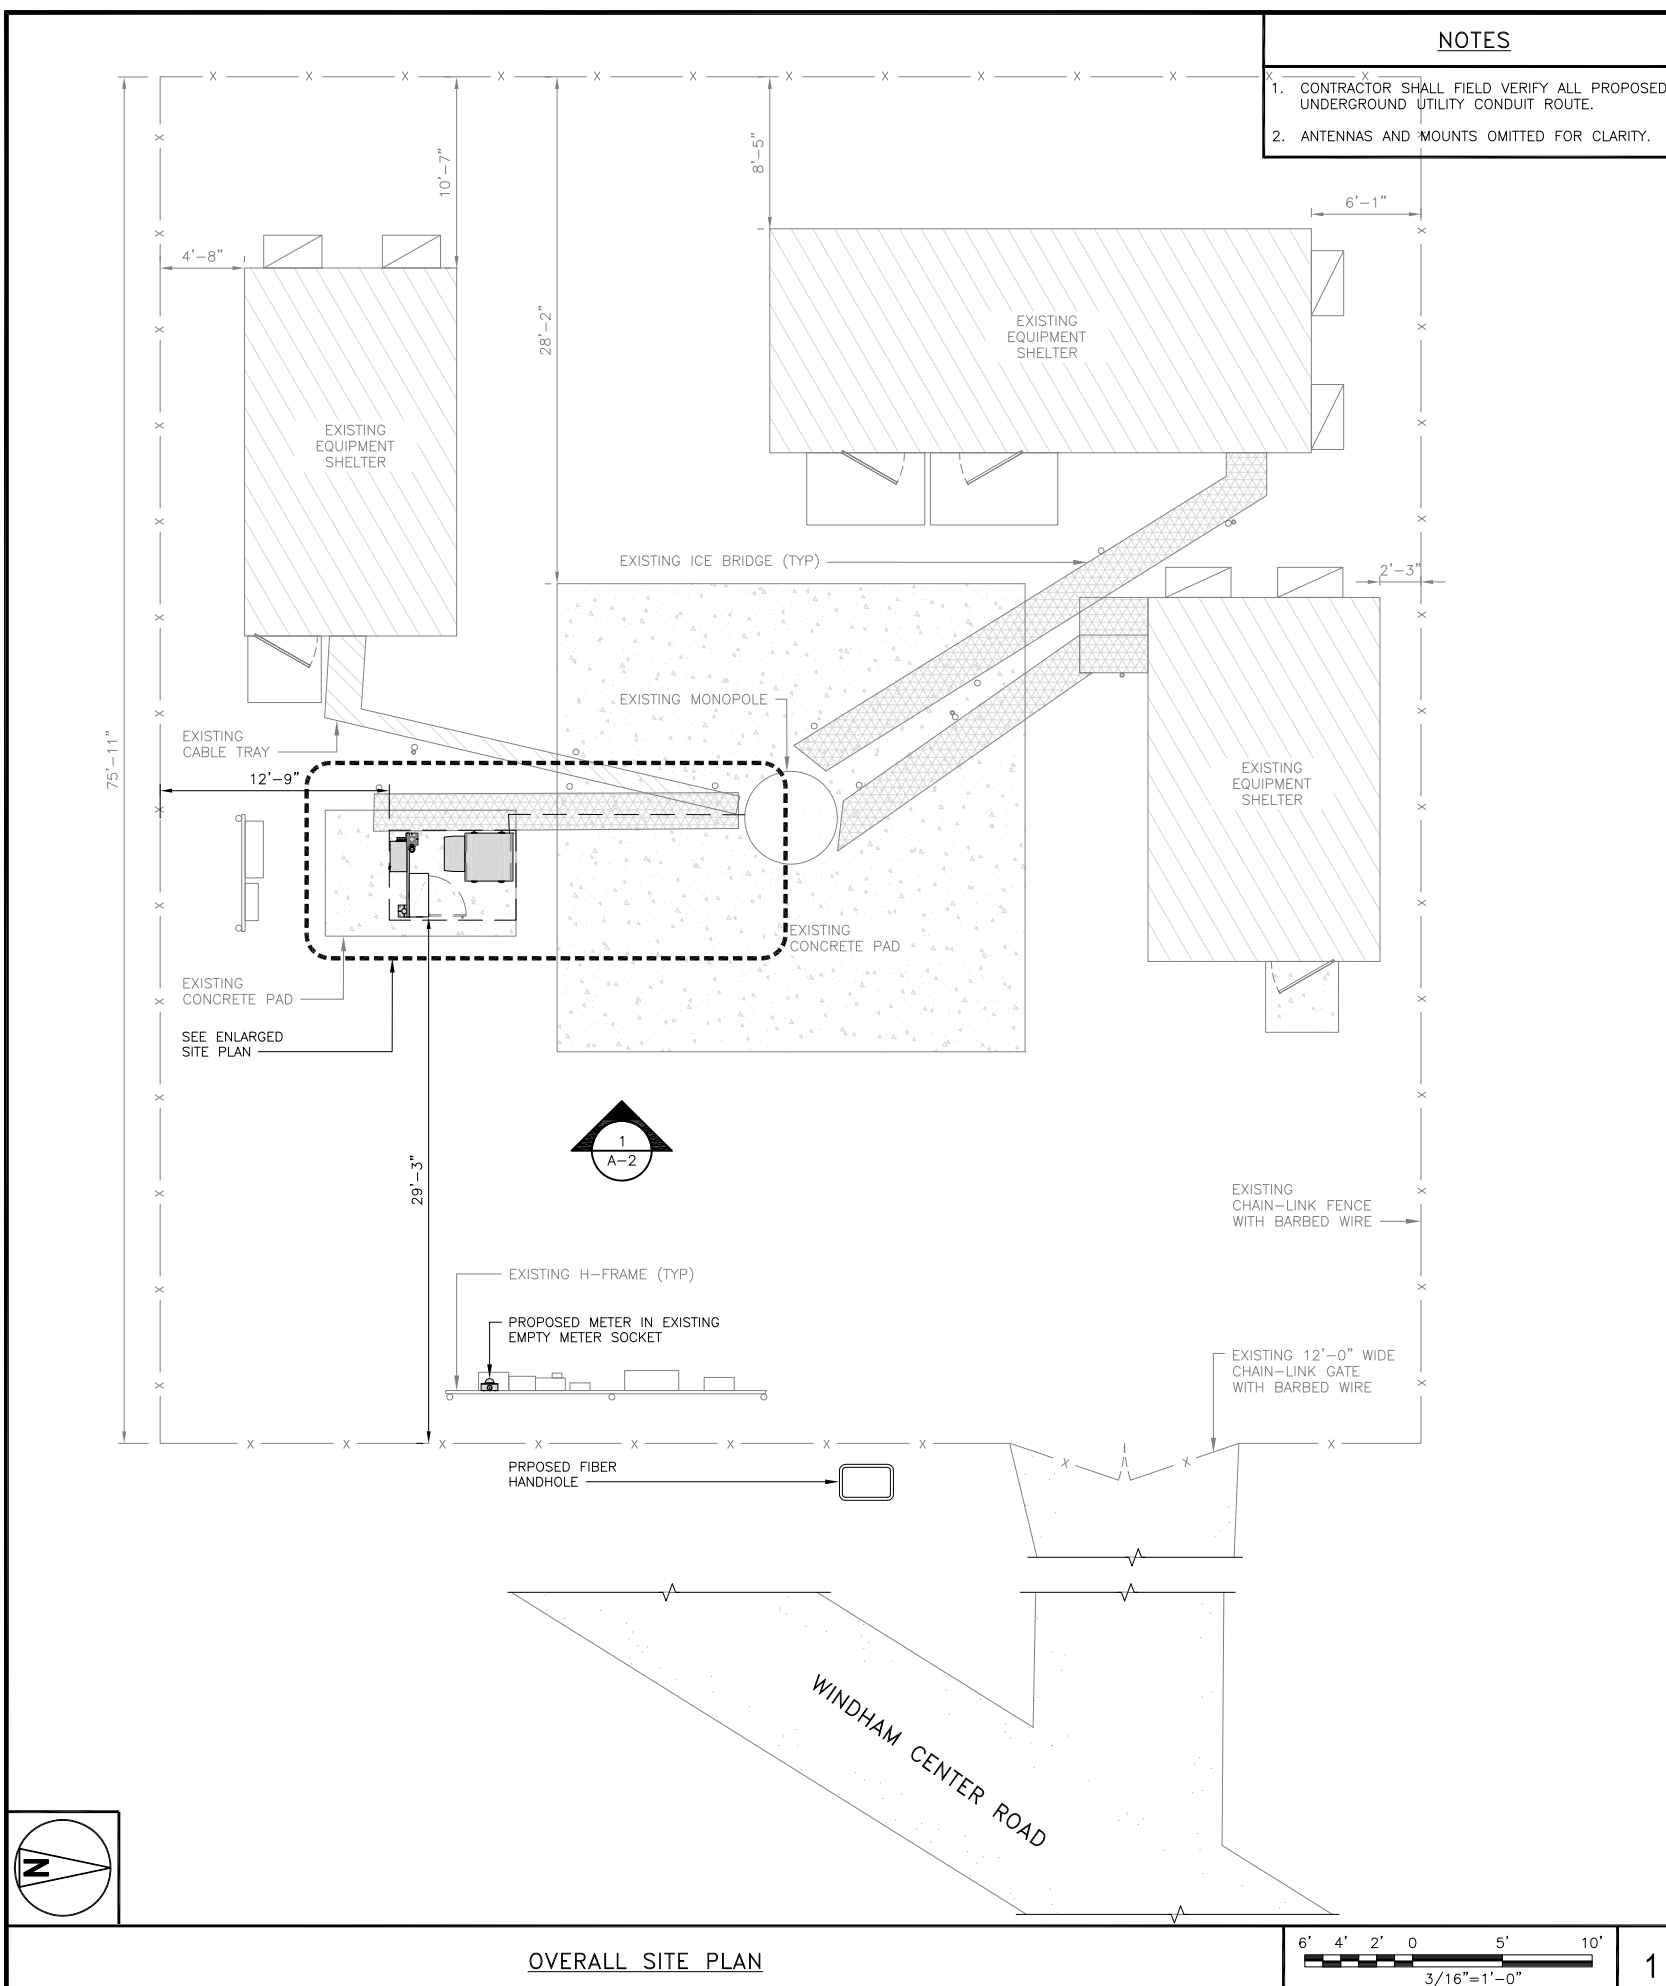 NOTES
1. CONTRACTOR SHALL FIELD VERIFY ALL PROPOSED
UNDERGROUND UTILITY CONDUIT ROUTE.
2. ANTENNAS AND MOUNTS OMITTED FOR CLARITY.
10'-7"
8'-5"
6'-1"
4'-8"
28'-2"
EXISTING
EQUIPMENT
SHELTER
EXISTING
EQUIPMENT
SHELTER
EXISTING ICE BRIDGE (TYP)
2'-3"
EXISTING MONOPOLE
EXISTING
CABLE TRAY
75'-11"
12'-9"
EXISTING
EQUIPMENT
SHELTER
EXISTING
CONCRETE PAD
EXISTING
CONCRETE PAD
SEE ENLARGED
SITE PLAN
1
A-2
29'-3"
EXISTING
CHAIN-LINK FENCE
WITH BARBED WIRE
EXISTING H-FRAME (TYP)
PROPOSED METER IN EXISTING
EMPTY METER SOCKET
EXISTING 12'-0" WIDE
CHAIN-LINK GATE
WITH BARBED WIRE
PRPOSED FIBER
HANDHOLE
WINDHAM CENTER ROAD
N
OVERALL SITE PLAN
6' 4' 2' 0 5' 10'
3/16"=1'-0"
1